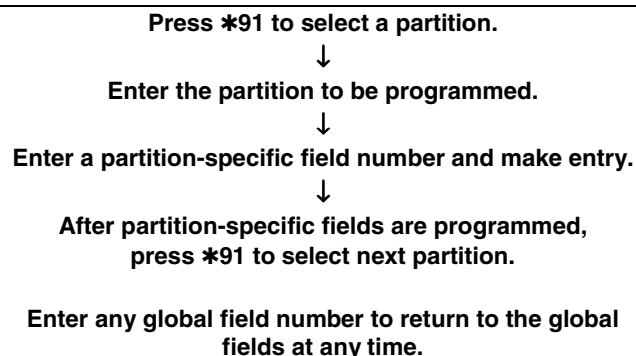 Press ✱91 to select a partition.
↓
Enter the partition to be programmed.
↓
Enter a partition-specific field number and make entry.
↓
After partition-specific fields are programmed,
press ✱91 to select next partition.
Enter any global field number to return to the global
fields at any time.